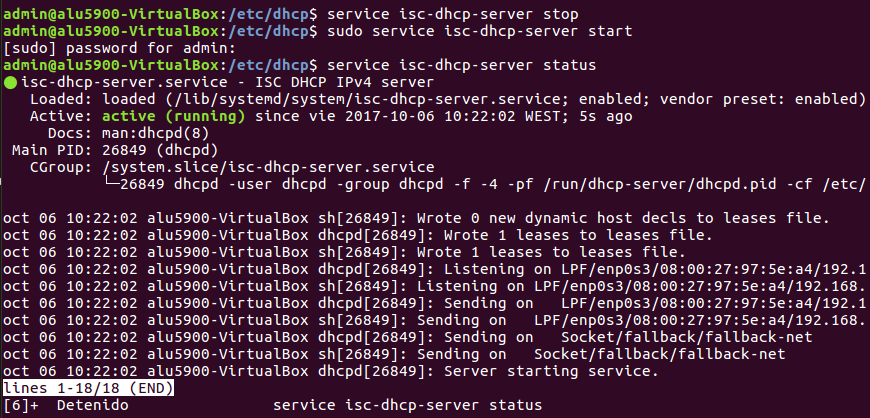 admin@alu5900-VirtualBox:/etc/dhcp$ service isc-dhcp-server stop
admin@alu5900-VirtualBox:/etc/dhcp$ sudo service isc-dhcp-server start
[sudo] password for admin:
admin@alu5900-VirtualBox:/etc/dhcp$ service isc-dhcp-server status
● isc-dhcp-server.service - ISC DHCP IPv4 server
   Loaded: loaded (/lib/systemd/system/isc-dhcp-server.service; enabled; vendor preset: enabled)
   Active: active (running) since vie 2017-10-06 10:22:02 WEST; 5s ago
     Docs: man:dhcpd(8)
 Main PID: 26849 (dhcpd)
   CGroup: /system.slice/isc-dhcp-server.service
           └─26849 dhcpd -user dhcpd -group dhcpd -f -4 -pf /run/dhcp-server/dhcpd.pid -cf /etc/
oct 06 10:22:02 alu5900-VirtualBox sh[26849]: Wrote 0 new dynamic host decls to leases file.
oct 06 10:22:02 alu5900-VirtualBox dhcpd[26849]: Wrote 1 leases to leases file.
oct 06 10:22:02 alu5900-VirtualBox sh[26849]: Wrote 1 leases to leases file.
oct 06 10:22:02 alu5900-VirtualBox dhcpd[26849]: Listening on LPF/enp0s3/08:00:27:97:5e:a4/192.1
oct 06 10:22:02 alu5900-VirtualBox sh[26849]: Listening on LPF/enp0s3/08:00:27:97:5e:a4/192.168.
oct 06 10:22:02 alu5900-VirtualBox dhcpd[26849]: Sending on   LPF/enp0s3/08:00:27:97:5e:a4/192.1
oct 06 10:22:02 alu5900-VirtualBox sh[26849]: Sending on   LPF/enp0s3/08:00:27:97:5e:a4/192.168.
oct 06 10:22:02 alu5900-VirtualBox dhcpd[26849]: Sending on   Socket/fallback/fallback-net
oct 06 10:22:02 alu5900-VirtualBox sh[26849]: Sending on   Socket/fallback/fallback-net
oct 06 10:22:02 alu5900-VirtualBox dhcpd[26849]: Server starting service.
lines 1-18/18 (END)
[6]+  Detenido                service isc-dhcp-server status